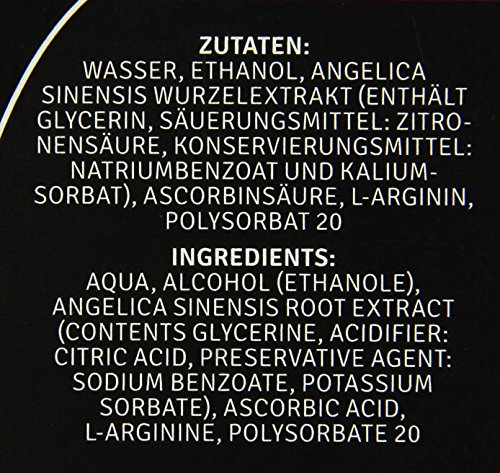 ZUTATEN:
WASSER, ETHANOL, ANGELICA
SINENSIS WURZELEXTRAKT (ENTHÄLT
GLYCERIN, SÄUERUNGSMITTEL: ZITRO-
NENSÄURE, KONSERVIERUNGSMITTEL:
NATRIUMBENZOAT UND KALIUM-
SORBAT), ASCORBINSÄURE, L-ARGININ,
POLYSORBAT 20
INGREDIENTS:
AQUA, ALCOHOL (ETHANOLE),
ANGELICA SINENSIS ROOT EXTRACT
(CONTENTS GLYCERINE, ACIDIFIER:
CITRIC ACID, PRESERVATIVE AGENT:
SODIUM BENZOATE, POTASSIUM
SORBATE), ASCORBIC ACID,
L-ARGININE, POLYSORBATE 20